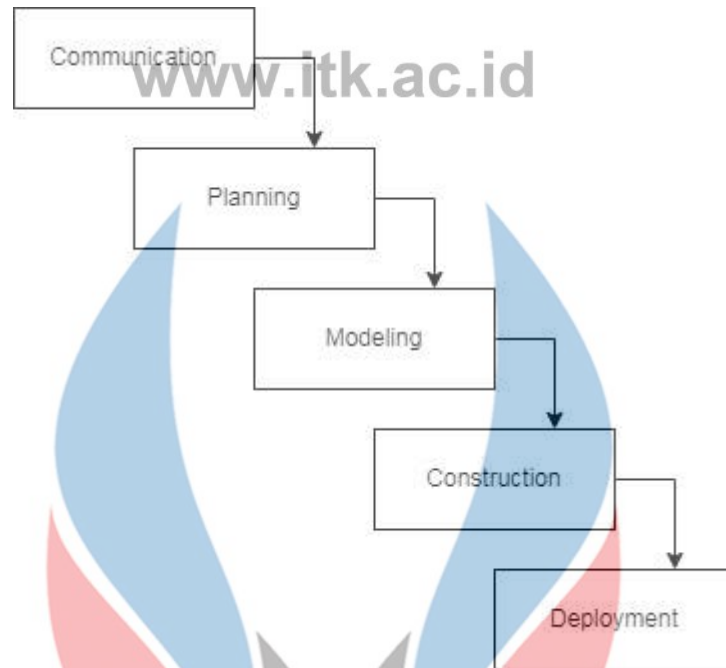 Communication
www.itk.ac.id
Planning
Modeling
Construction
Deployment